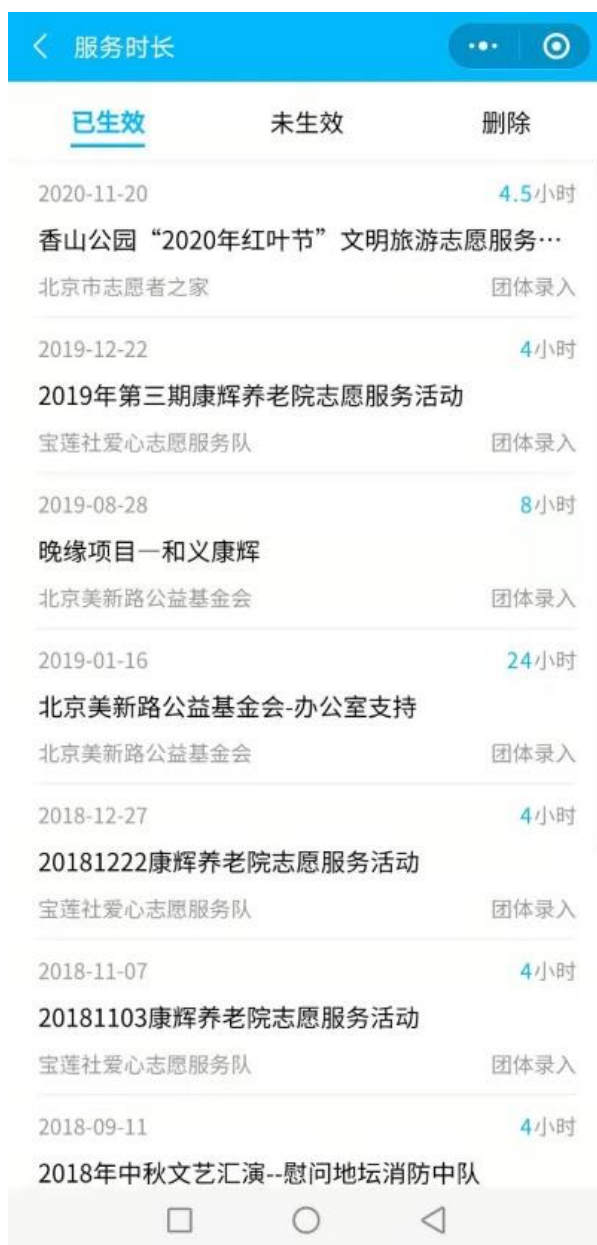 服务时长
已生效 未生效 删除
2020-11-20 4.5小时
香山公园“2020年红叶节”文明旅游志愿服务…
北京市志愿者之家 团体录入
2019-12-22 4小时
2019年第三期康辉养老院志愿服务活动
宝莲社爱心志愿服务队 团体录入
2019-08-28 8小时
晚缘项目—和义康辉
北京美新路公益基金会 团体录入
2019-01-16 24小时
北京美新路公益基金会-办公室支持
北京美新路公益基金会 团体录入
2018-12-27 4小时
20181222康辉养老院志愿服务活动
宝莲社爱心志愿服务队 团体录入
2018-11-07 4小时
20181103康辉养老院志愿服务活动
宝莲社爱心志愿服务队 团体录入
2018-09-11 4小时
2018年中秋文艺汇演--慰问地坛消防中队